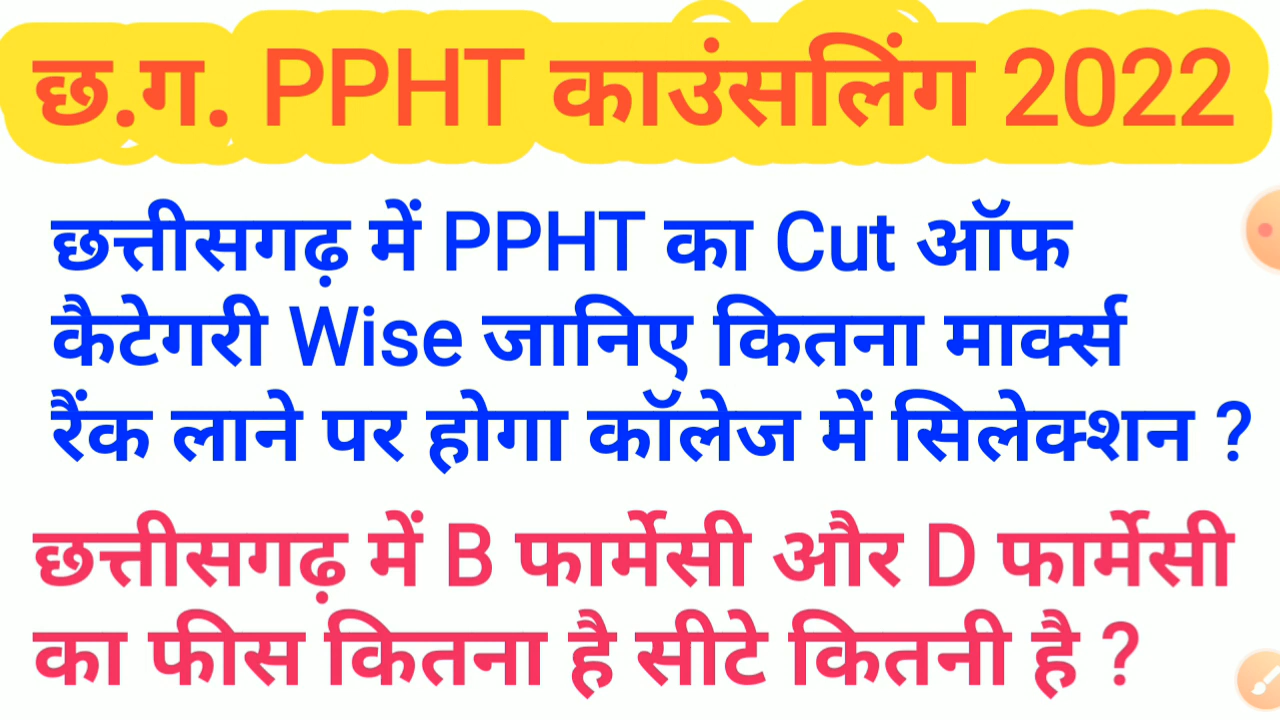 छ.ग. PPHT काउंसलिंग 2022
छत्तीसगढ़ में PPHT का Cut ऑफ
कैटेगरी Wise जानिए कितना मार्क्स
रैंक लाने पर होगा कॉलेज में सिलेक्शन ?
छत्तीसगढ़ में B फार्मेसी और D फार्मेसी
का फीस कितना है सीटे कितनी है ?